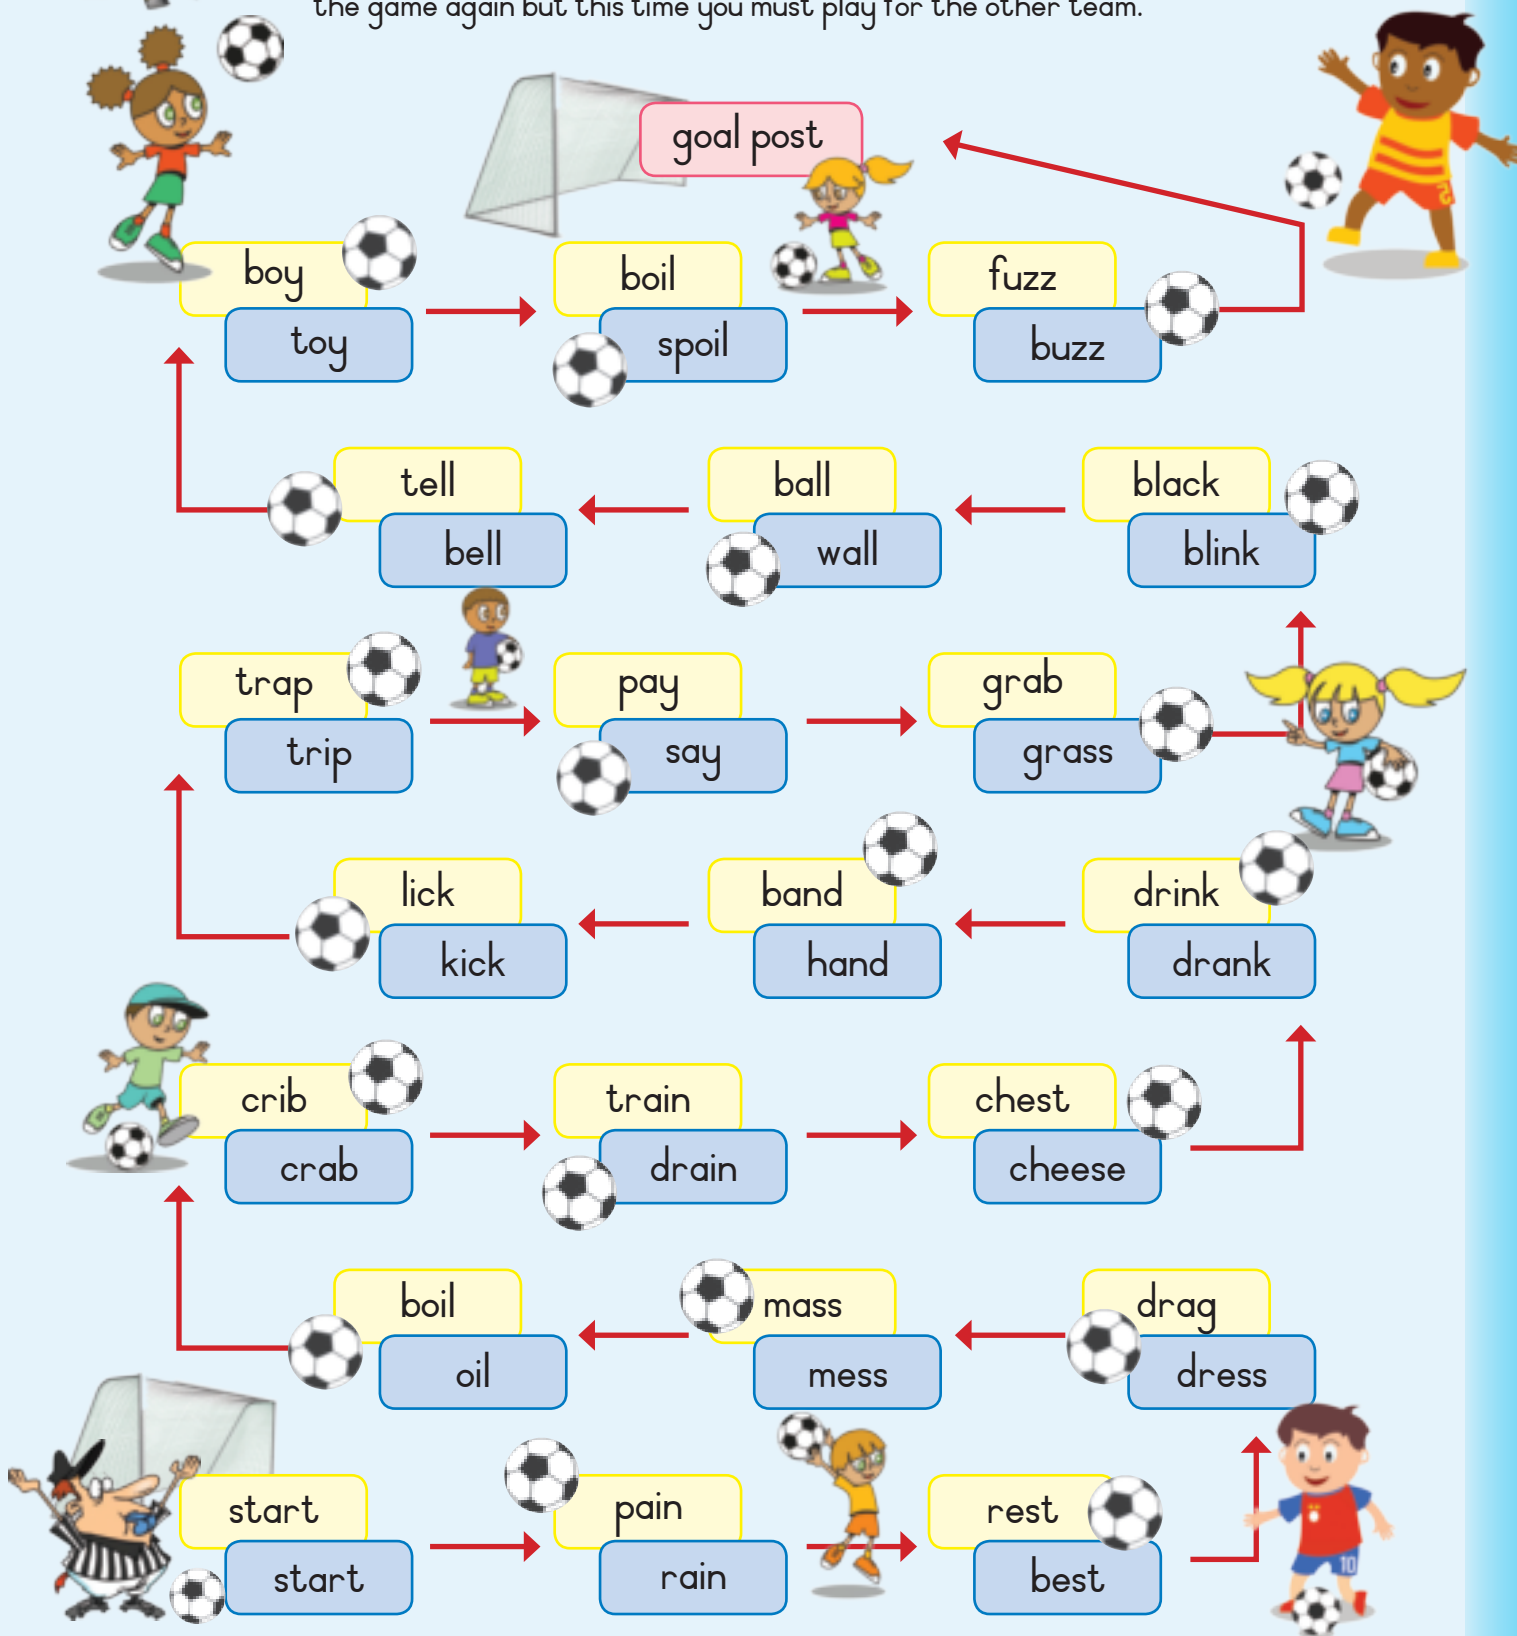 the game again but this time you must play for the other team.
goal post
boy
boil
fuzz
toy
spoil
buzz
tell
ball
black
bell
wall
blink
trap
pay
grab
trip
say
grass
lick
band
drink
kick
hand
drank
crib
train
chest
crab
drain
cheese
boil
mass
drag
oil
mess
dress
start
pain
rest
start
rain
best
10